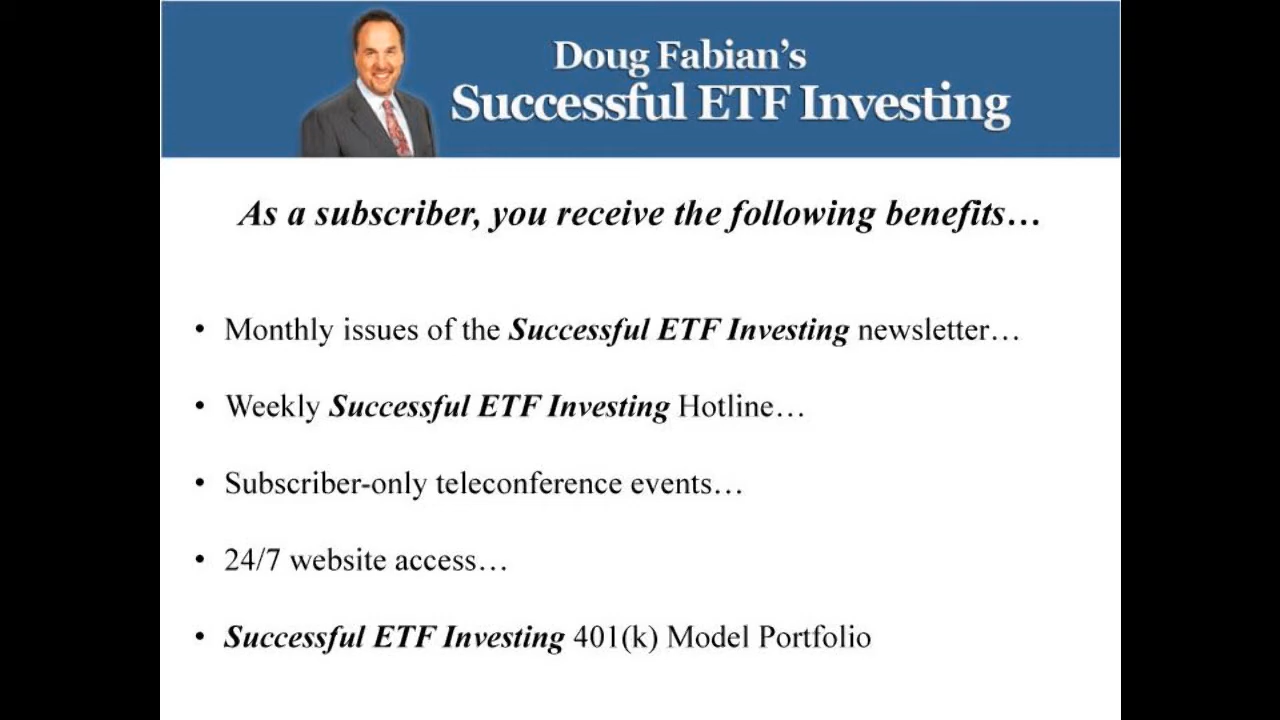 Doug Fabian’s
Successful ETF Investing
As a subscriber, you receive the following benefits…
• Monthly issues of the Successful ETF Investing newsletter…
• Weekly Successful ETF Investing Hotline…
• Subscriber-only teleconference events…
• 24/7 website access…
• Successful ETF Investing 401(k) Model Portfolio